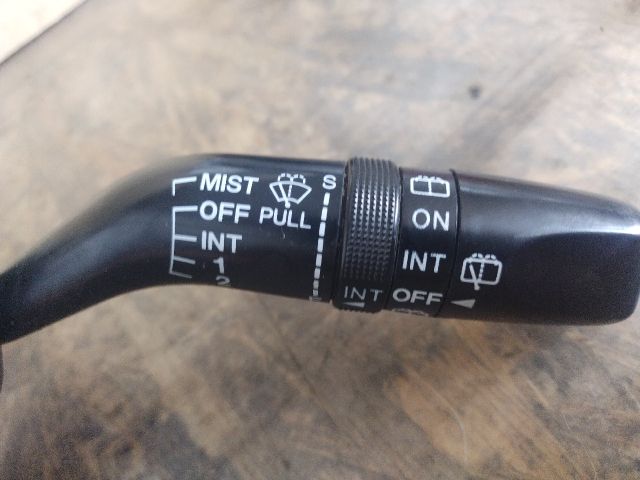 MIST
OFF PULL
INT
1
2
S
INT
ON
INT
OFF